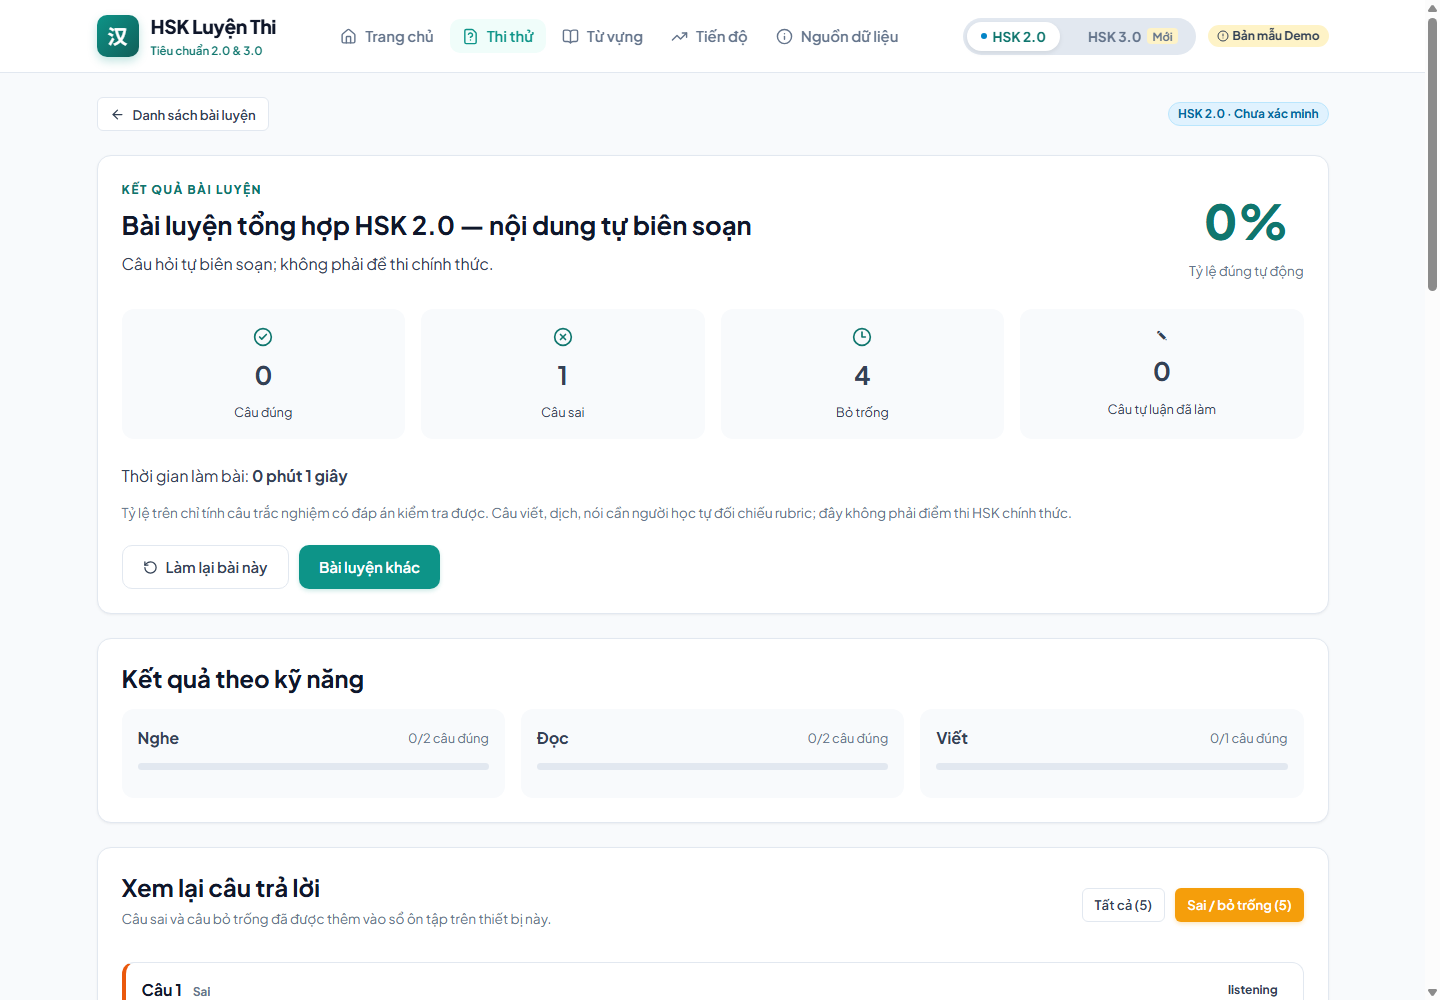 汉
HSK Luyện Thi
Tiêu chuẩn 2.0 & 3.0
Trang chủ
Thi thử
Từ vựng
Tiến độ
Nguồn dữ liệu
HSK 2.0
HSK 3.0 Mới
Bản mẫu Demo
Danh sách bài luyện
HSK 2.0 · Chưa xác minh
KẾT QUẢ BÀI LUYỆN
Bài luyện tổng hợp HSK 2.0 — nội dung tự biên soạn
Câu hỏi tự biên soạn; không phải đề thi chính thức.
0%
Tỷ lệ đúng tự động
0
Câu đúng
1
Câu sai
4
Bỏ trống
0
Câu tự luận đã làm
Thời gian làm bài: 0 phút 1 giây
Tỷ lệ trên chỉ tính câu trắc nghiệm có đáp án kiểm tra được. Câu viết, dịch, nói cần người học tự đối chiếu rubric; đây không phải điểm thi HSK chính thức.
Làm lại bài này
Bài luyện khác
Kết quả theo kỹ năng
Nghe 0/2 câu đúng
Đọc 0/2 câu đúng
Viết 0/1 câu đúng
Xem lại câu trả lời
Câu sai và câu bỏ trống đã được thêm vào sổ ôn tập trên thiết bị này.
Tất cả (5)
Sai / bỏ trống (5)
Câu 1 Sai
listening